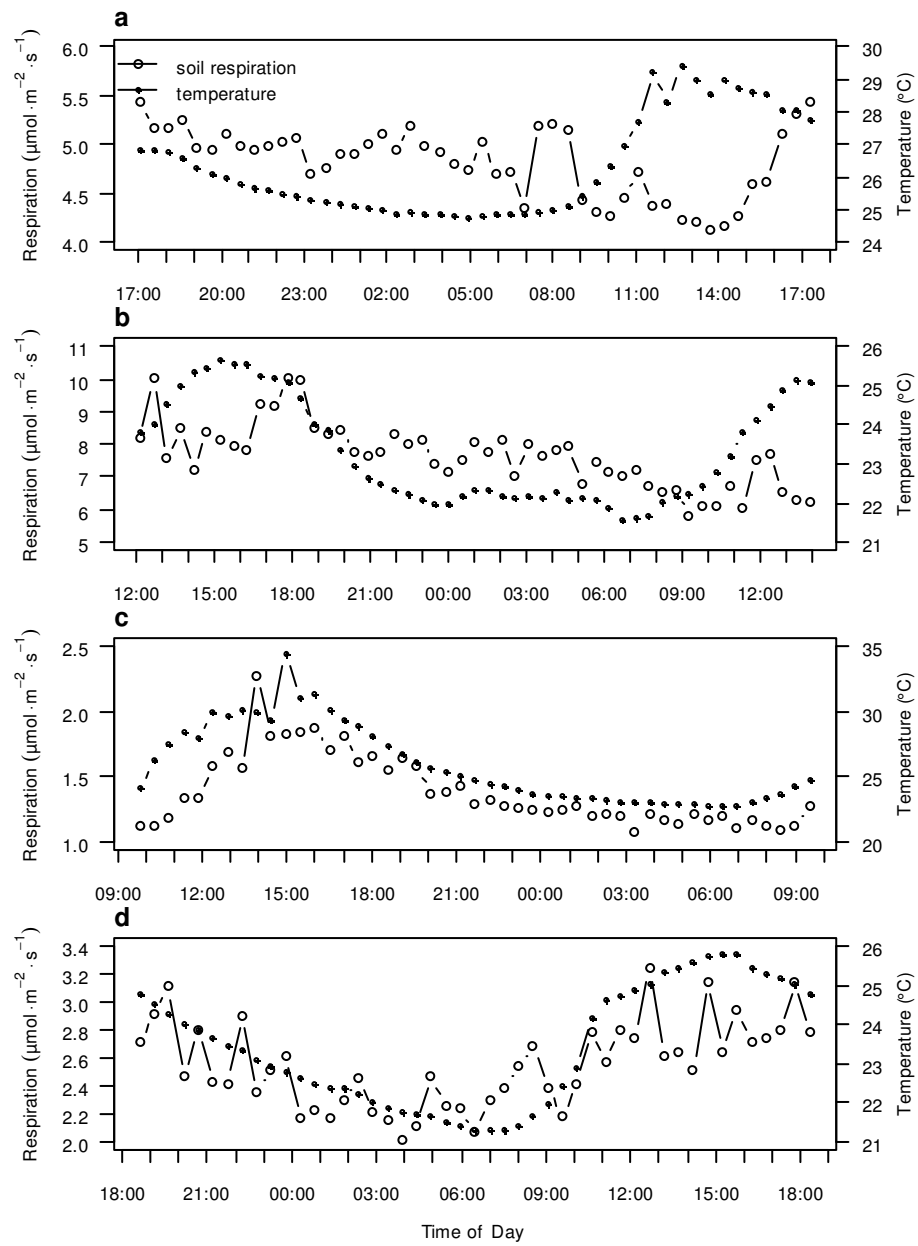 a
Respiration (μmol·m⁻²·s⁻¹)
6.0
5.5
5.0
4.5
4.0
soil respiration
temperature
30
29
28
27
26
25
24
Temperature (°C)
17:00 20:00 23:00 02:00 05:00 08:00 11:00 14:00 17:00
b
Respiration (μmol·m⁻²·s⁻¹)
11
10
9
8
7
6
5
26
25
24
23
22
21
Temperature (°C)
12:00 15:00 18:00 21:00 00:00 03:00 06:00 09:00 12:00
c
Respiration (μmol·m⁻²·s⁻¹)
2.5
2.0
1.5
1.0
35
30
25
20
Temperature (°C)
09:00 12:00 15:00 18:00 21:00 00:00 03:00 06:00 09:00
d
Respiration (μmol·m⁻²·s⁻¹)
3.4
3.2
3.0
2.8
2.6
2.4
2.2
2.0
26
25
24
23
22
21
Temperature (°C)
18:00 21:00 00:00 03:00 06:00 09:00 12:00 15:00 18:00
Time of Day